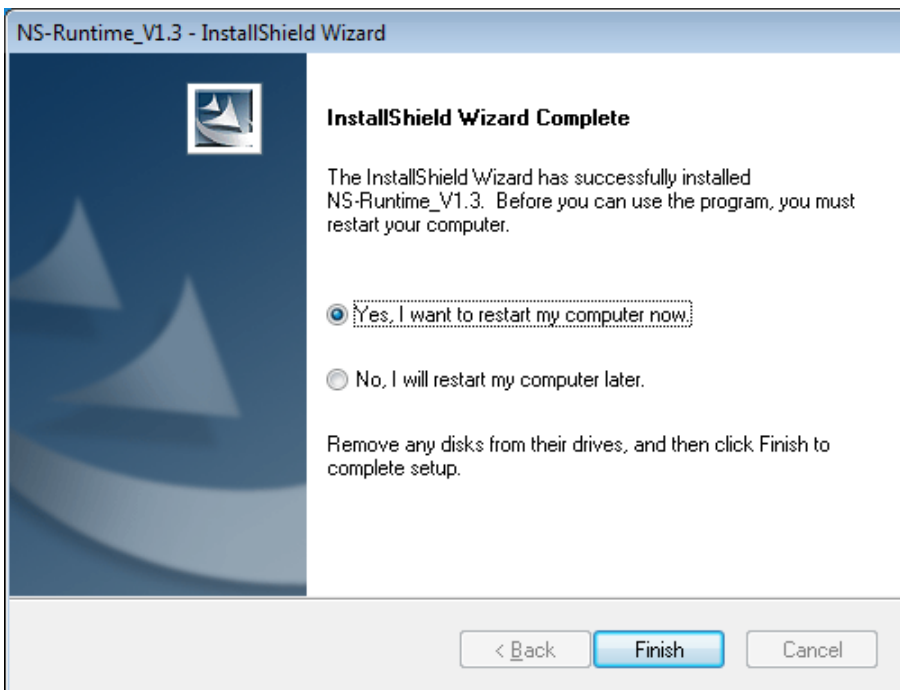 NS-Runtime_V1.3 - InstallShield Wizard
InstallShield Wizard Complete
The InstallShield Wizard has successfully installed
NS-Runtime_V1.3.  Before you can use the program, you must
restart your computer.
Yes, I want to restart my computer now.
No, I will restart my computer later.
Remove any disks from their drives, and then click Finish to
complete setup.
< Back
Finish
Cancel